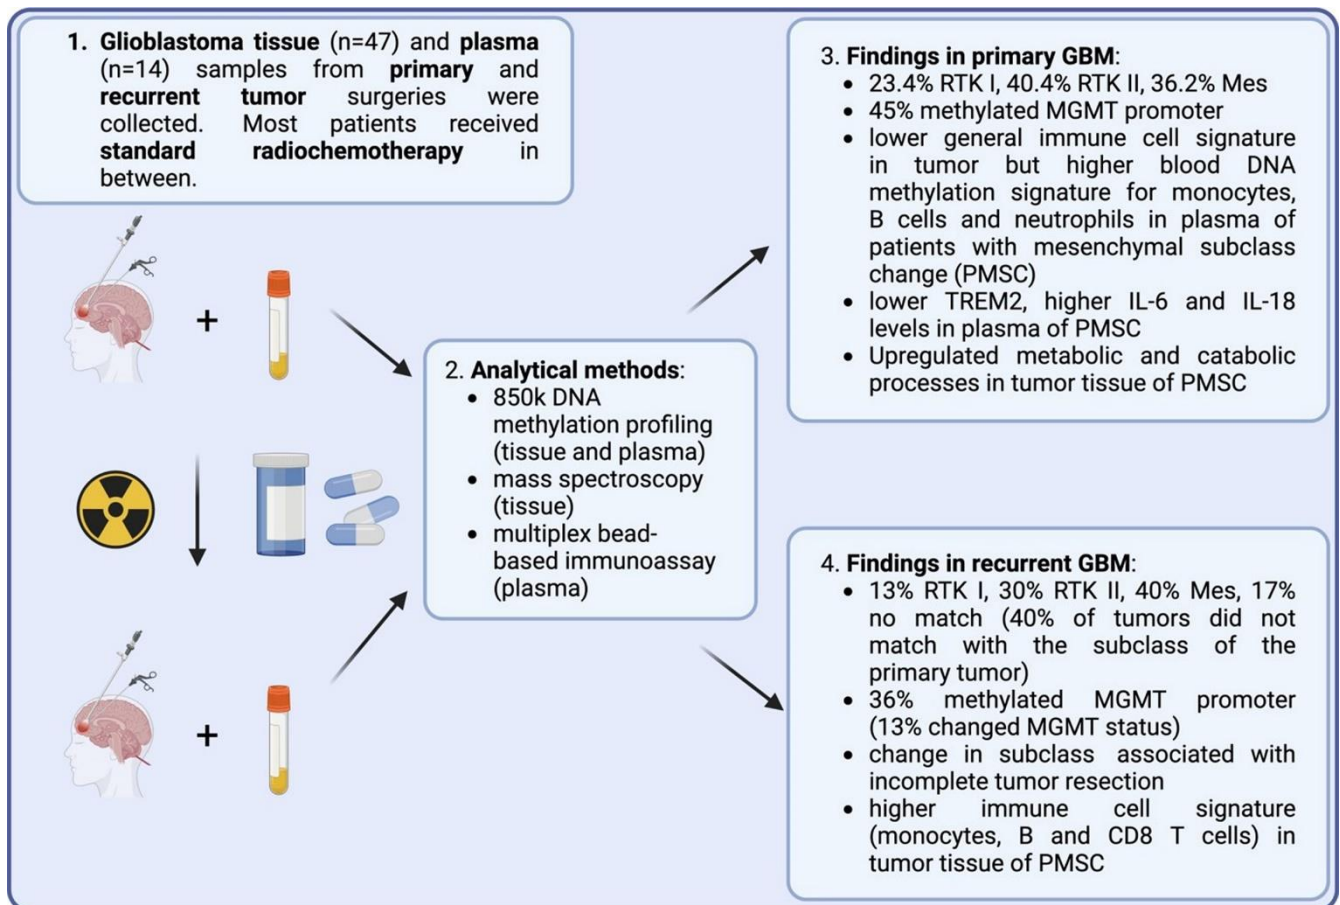 1. Glioblastoma tissue (n=47) and plasma
(n=14) samples from primary and
recurrent tumor surgeries were
collected. Most patients received
standard radiochemotherapy in
between.
2. Analytical methods:
• 850k DNA
methylation profiling
(tissue and plasma)
• mass spectroscopy
(tissue)
• multiplex bead-
based immunoassay
(plasma)
3. Findings in primary GBM:
• 23.4% RTK I, 40.4% RTK II, 36.2% Mes
• 45% methylated MGMT promoter
• lower general immune cell signature
in tumor but higher blood DNA
methylation signature for monocytes,
B cells and neutrophils in plasma of
patients with mesenchymal subclass
change (PMSC)
• lower TREM2, higher IL-6 and IL-18
levels in plasma of PMSC
• Upregulated metabolic and catabolic
processes in tumor tissue of PMSC
4. Findings in recurrent GBM:
• 13% RTK I, 30% RTK II, 40% Mes, 17%
no match (40% of tumors did not
match with the subclass of the
primary tumor)
• 36% methylated MGMT promoter
(13% changed MGMT status)
• change in subclass associated with
incomplete tumor resection
• higher immune cell signature
(monocytes, B and CD8 T cells) in
tumor tissue of PMSC
+
+